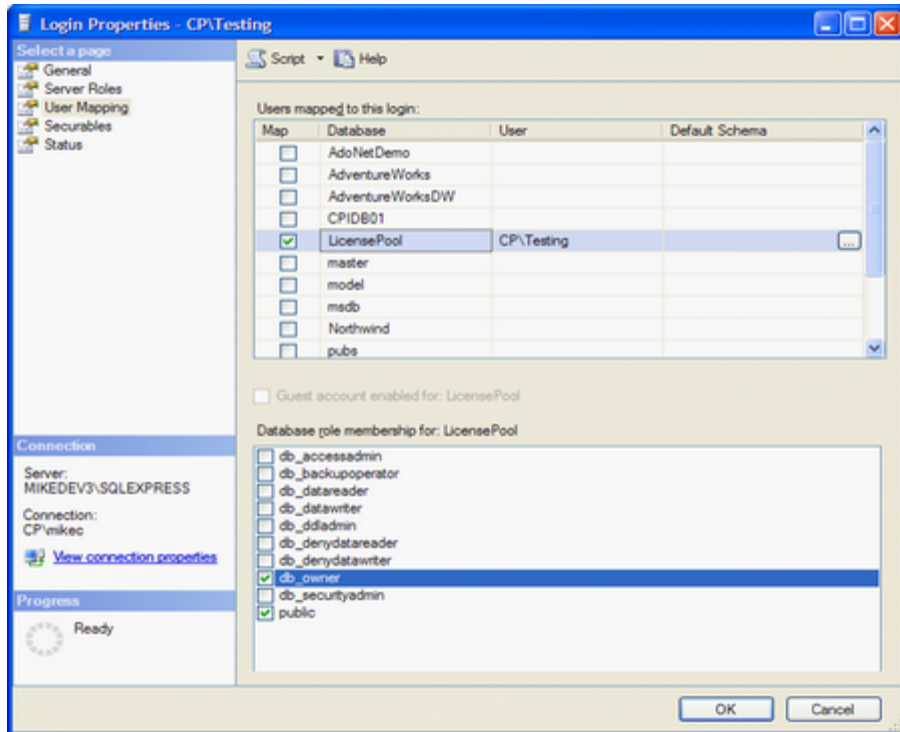 Login Properties - CP\Testing
Select a page
General
Server Roles
User Mapping
Securables
Status
Script Help
Users mapped to this login:
Map Database User Default Schema
AdoNetDemo
AdventureWorks
AdventureWorksDW
CPIDB01
LicensePool CP\Testing ...
master
model
msdb
Northwind
pubs
Guest account enabled for: LicensePool
Database role membership for: LicensePool
db_accessadmin
db_backupoperator
db_datareader
db_datawriter
db_ddladmin
db_denydatareader
db_denydatawriter
db_owner
db_securityadmin
public
Connection
Server:
MIKEDEV3\SQLEXPRESS
Connection:
CP\mikec
View connection properties
Progress
Ready
OK Cancel